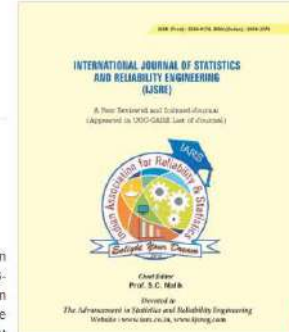 INTERNATIONAL JOURNAL OF STATISTICS
AND RELIABILITY ENGINEERING
(IJSRE)
A Peer Reviewed and Indexed Journal
(Appeared in UGC-CARE List of Journal)
IARS
Indian Association for Reliability & Statistics
Enlight Your Dream
Chief Editor
Prof. S.C. Malik
Devoted to
The Advancement in Statistics and Reliability Engineering